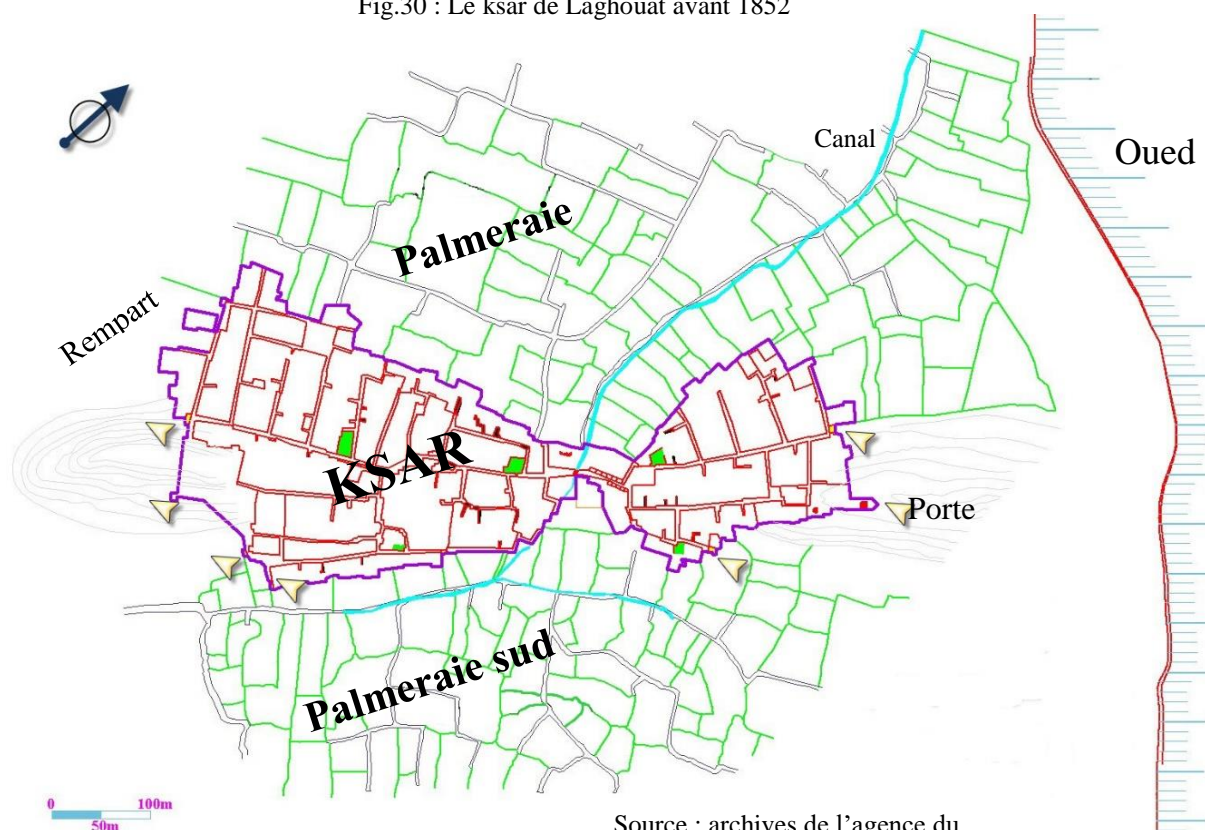 Fig.30 : Le ksar de Laghouat avant 1852
Canal
Oued
Palmeraie
Rempart
KSAR
Porte
Palmeraie sud
0 100m
50m
Source : archives de l'agence du